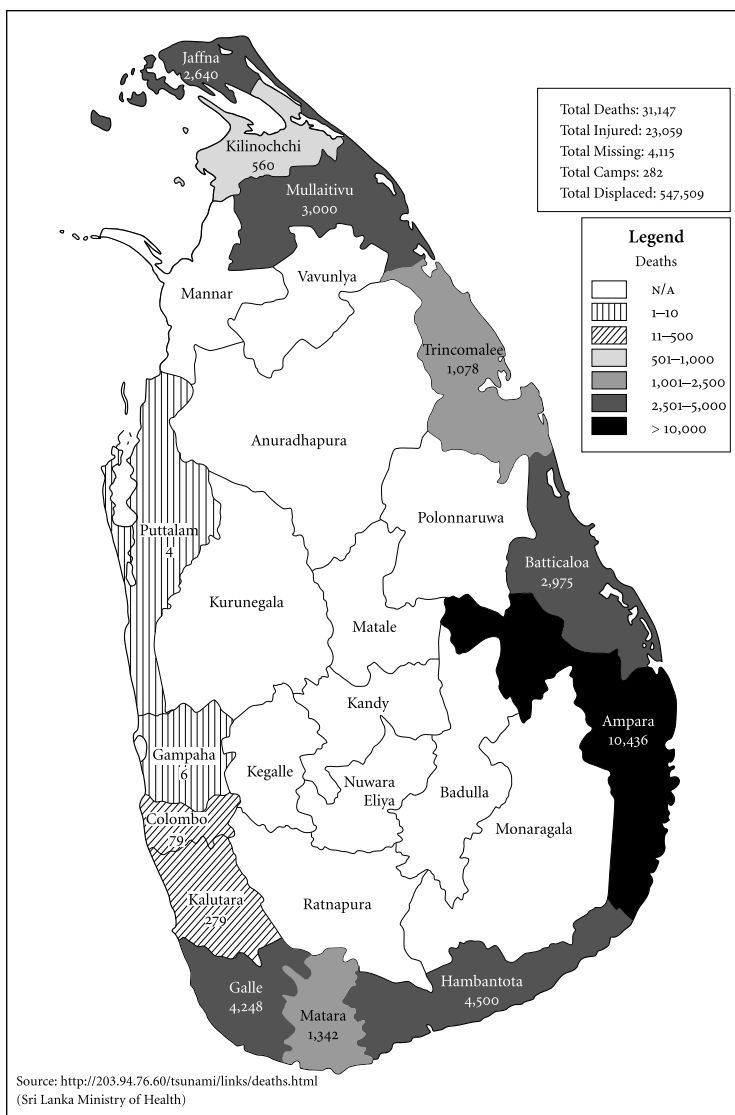 Jaffna
2,640
Kilinochchi
560
Mullaitivu
3,000
Mannar
Vavunlya
Trincomalee
1,078
Anuradhapura
Puttalam
4
Polonnaruwa
Batticaloa
2,975
Kurunegala
Matale
Kandy
Ampara
10,436
Gampaha
6
Kegalle
Nuwara
Eliya
Badulla
Monaragala
Colombo
79
Kalutara
279
Ratnapura
Galle
4,248
Matara
1,342
Hambantota
4,500
Total Deaths: 31,147
Total Injured: 23,059
Total Missing: 4,115
Total Camps: 282
Total Displaced: 547,509
Legend
Deaths
N/A
1–10
11–500
501–1,000
1,001–2,500
2,501–5,000
> 10,000
Source: http://203.94.76.60/tsunami/links/deaths.html
(Sri Lanka Ministry of Health)